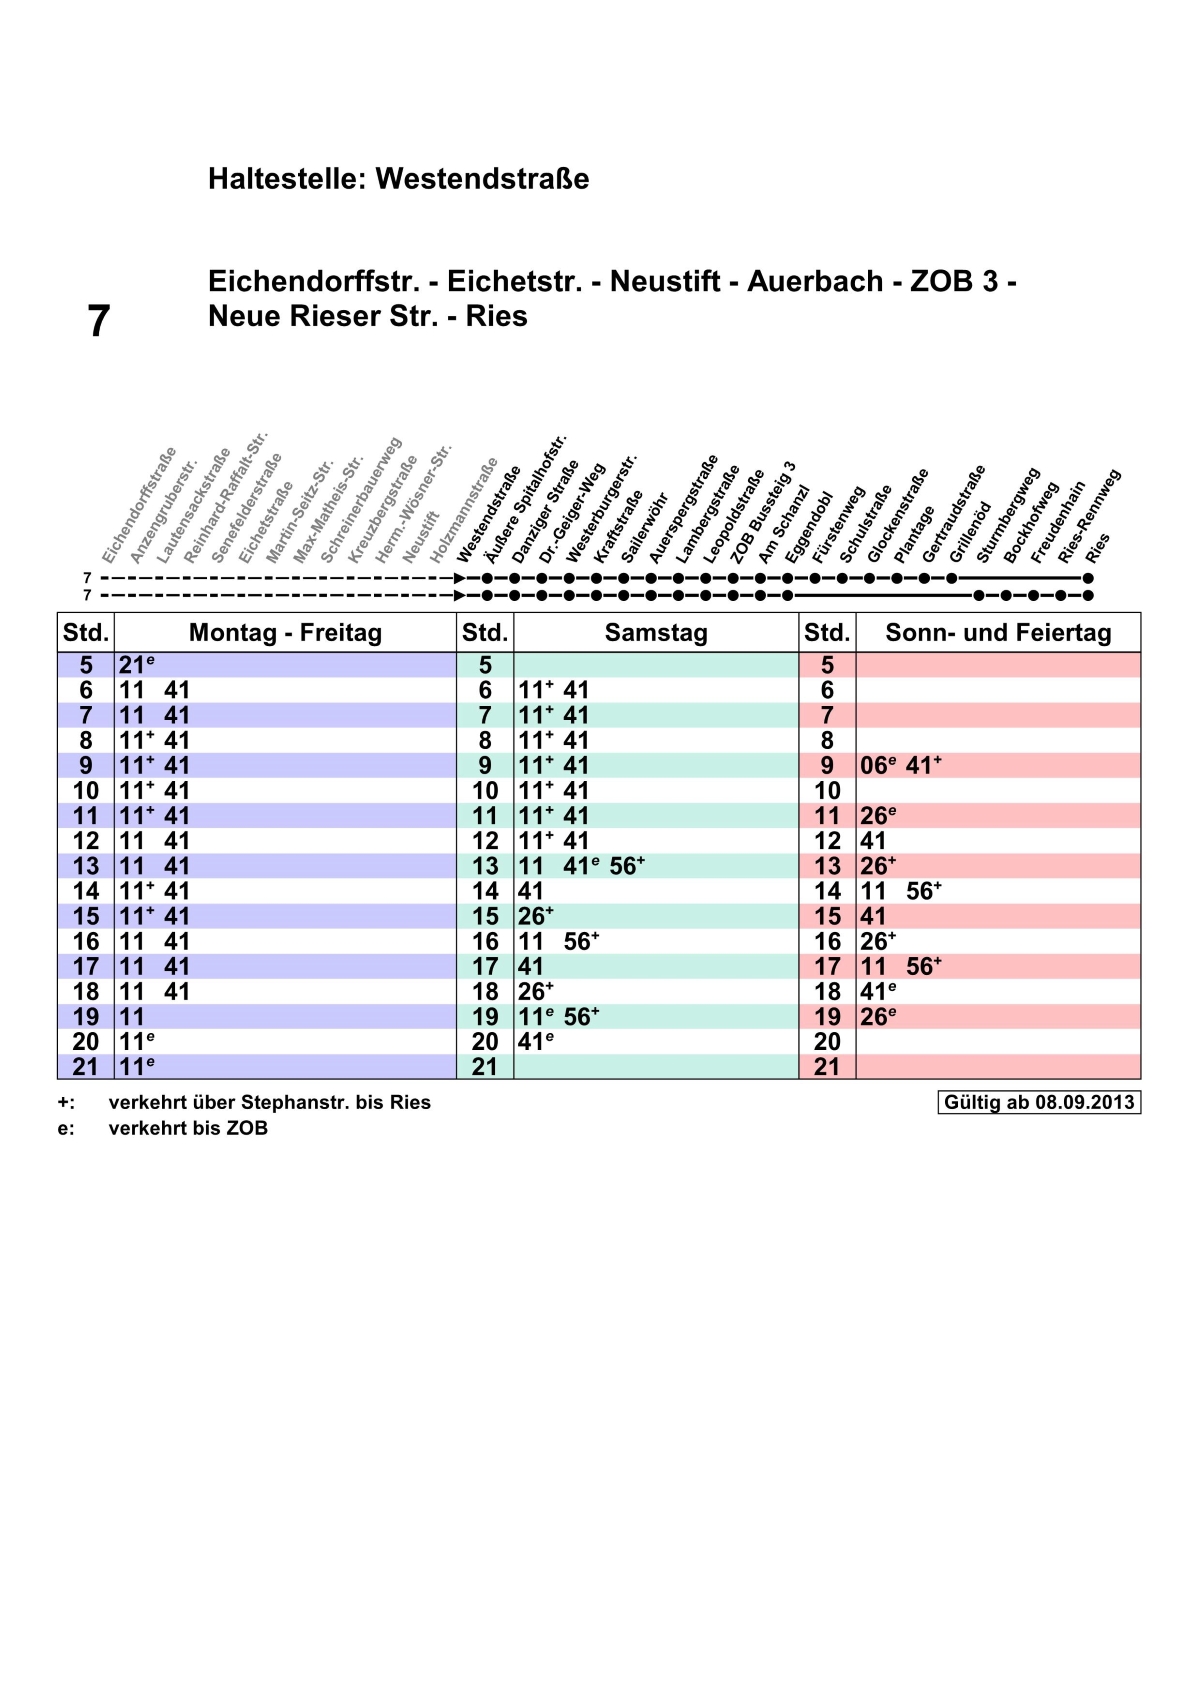 Haltestelle: Westendstraße
Eichendorffstr. - Eichetstr. - Neustift - Auerbach - ZOB 3 -
7 Neue Rieser Str. - Ries
Eichendorffstraße
Anzengruberstr.
Lautensackstraße
Reinhard-Raffalt-Str.
Senefelderstraße
Eichetstraße
Martin-Seitz-Str.
Max-Matheis-Str.
Schreinerbauerweg
Kreuzbergstraße
Herm.-Wösner-Str.
Neustift
Holzmannstraße
Westendstraße
Äußere Spitalhofstr.
Danziger Straße
Dr.-Geiger-Weg
Westerburgerstr.
Kraftstraße
Sailerwöhr
Auerspergstraße
Lambergstraße
Leopoldstraße
ZOB Bussteig 3
Am Schanzl
Eggendobl
Fürstenweg
Schulstraße
Glockenstraße
Plantage
Gertraudstraße
Grillenöd
Sturmbergweg
Bockhofweg
Freudenhain
Ries-Rennweg
Ries
7
7
Std. Montag - Freitag Std. Samstag Std. Sonn- und Feiertag
5 21e 5 5
6 11 41 6 11+ 41 6
7 11 41 7 11+ 41 7
8 11+ 41 8 11+ 41 8
9 11+ 41 9 11+ 41 9 06e 41+
10 11+ 41 10 11+ 41 10
11 11+ 41 11 11+ 41 11 26e
12 11 41 12 11+ 41 12 41
13 11 41 13 11 41e 56+ 13 26+
14 11+ 41 14 41 14 11 56+
15 11+ 41 15 26+ 15 41
16 11 41 16 11 56+ 16 26+
17 11 41 17 41 17 11 56+
18 11 41 18 26+ 18 41e
19 11 19 11e 56+ 19 26e
20 11e 20 41e 20
21 11e 21 21
+: verkehrt über Stephanstr. bis Ries Gültig ab 08.09.2013
e: verkehrt bis ZOB